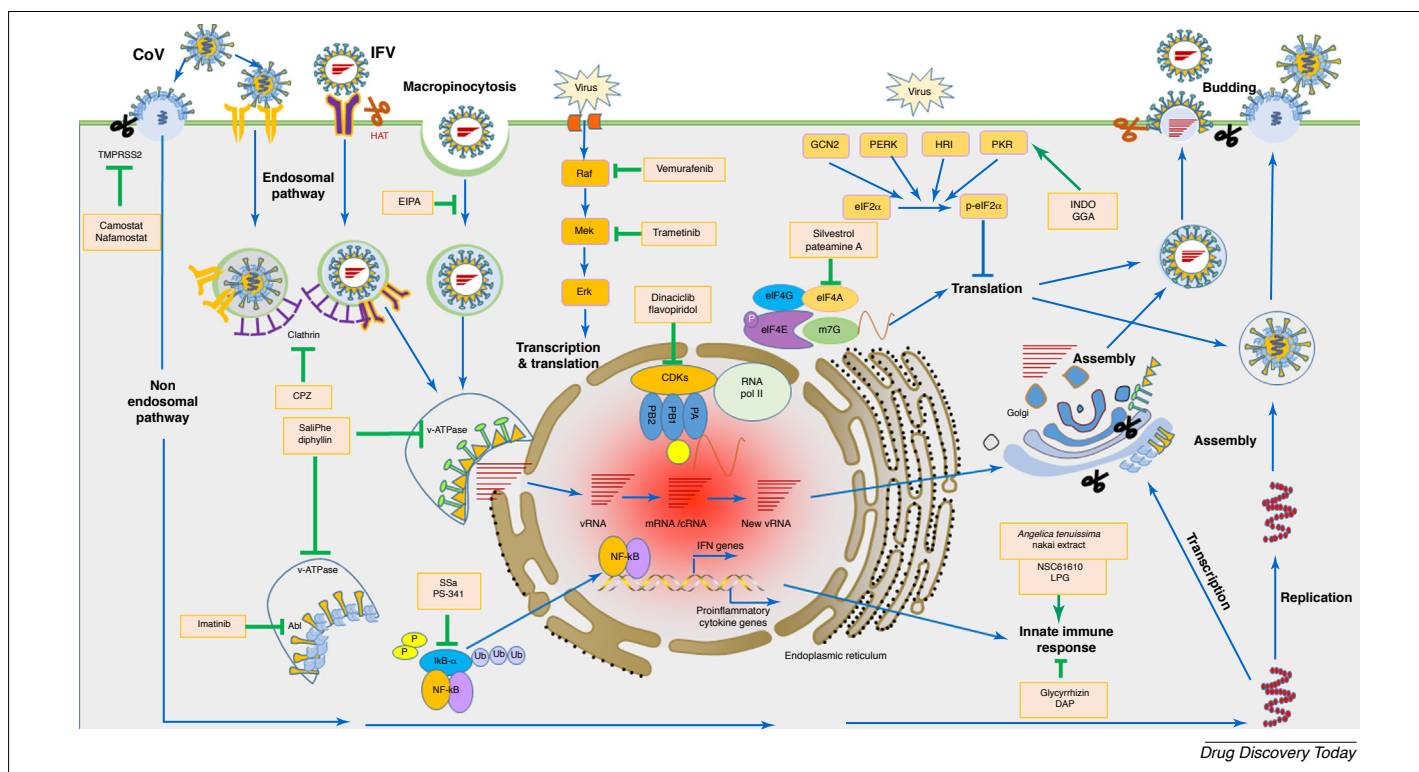 CoV
IFV
HAT
Macropinocytosis
Virus
Virus
Budding
TMPRSS2
Camostat
Nafamostat
Endosomal
pathway
EIPA
Raf
Vemurafenib
Mek
Trametinib
Erk
Transcription
& translation
GCN2
PERK
HRI
PKR
eIF2α
p-eIF2α
INDO
GGA
Silvestrol
pateamine A
eIF4G
eIF4A
P
eIF4E
m7G
Translation
Dinaciclib
flavopiridol
CDKs
RNA
pol II
PB2
PB1
PA
Clathrin
CPZ
SaliPhe
diphyllin
v-ATPase
Non
endosomal
pathway
v-ATPase
Imatinib
Abl
vRNA
mRNA /cRNA
New vRNA
NF-kB
IFN genes
Proinflammatory
cytokine genes
Endoplasmic reticulum
SSa
PS-341
P
P
IkB-α
Ub
Ub
Ub
NF-kB
Assembly
Golgi
Assembly
Angelica tenuissima
nakai extract
NSC61610
LPG
Innate immune
response
Glycyrrhizin
DAP
Transcription
Replication
Drug Discovery Today